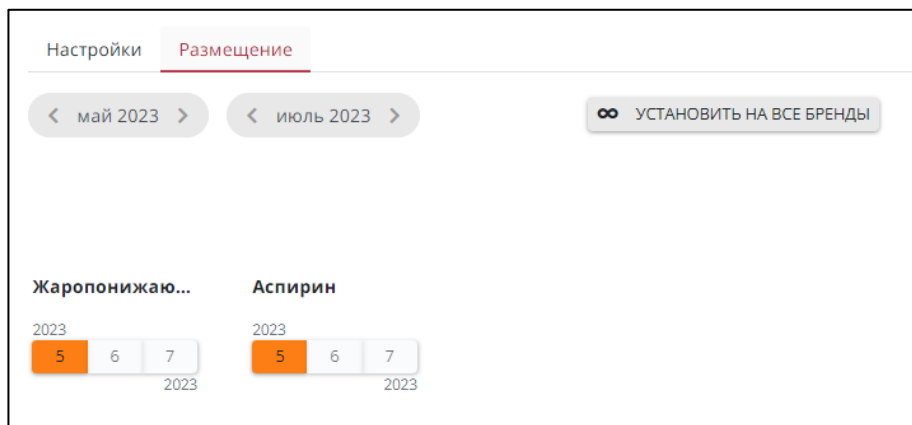 Настройки Размещение
май 2023 июль 2023 УСТАНОВИТЬ НА ВСЕ БРЕНДЫ
Жаропонижаю... Аспирин
2023 2023
5 6 7 5 6 7
2023 2023